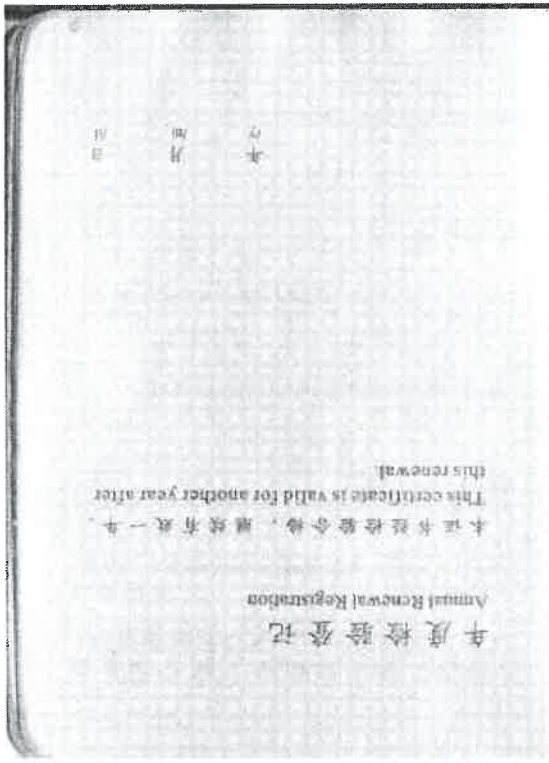 年度检验登记
Annual Renewal Registration
本证书经检验合格，继续有效一年。
This certificate is valid for another year after
this renewal.
年 月 日
/y /m /d